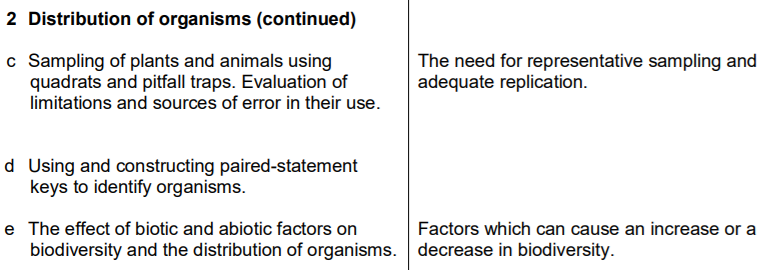 2 Distribution of organisms (continued)
c Sampling of plants and animals using
quadrats and pitfall traps. Evaluation of
limitations and sources of error in their use.
The need for representative sampling and
adequate replication.
d Using and constructing paired-statement
keys to identify organisms.
e The effect of biotic and abiotic factors on
biodiversity and the distribution of organisms.
Factors which can cause an increase or a
decrease in biodiversity.